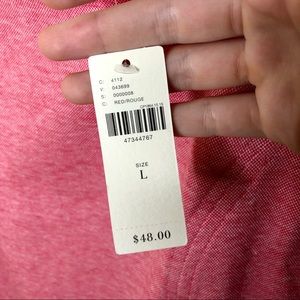 C: 4112
V: 043699
S: 0000008
C: RED/ROUGE
47344767
SIZE
L
$48.00